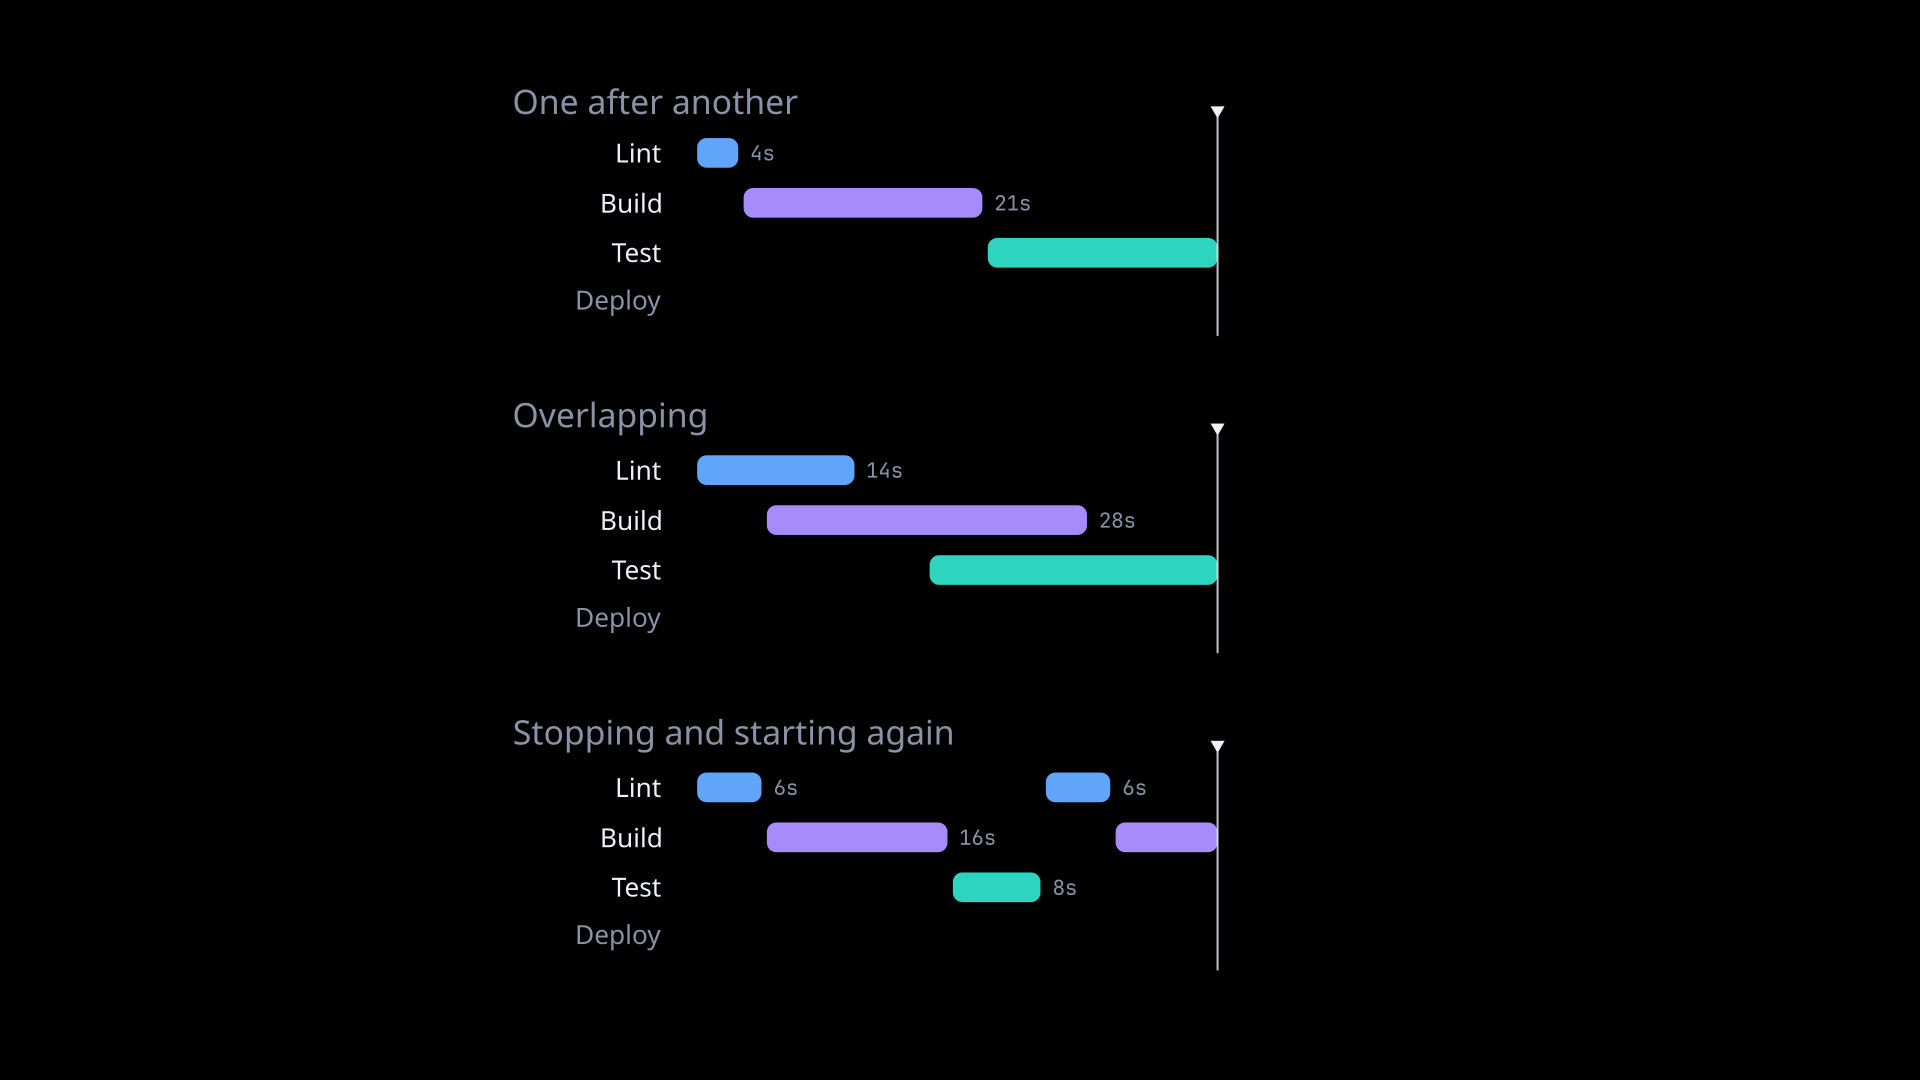 One after another
Lint 4s
Build 21s
Test
Deploy
Overlapping
Lint 14s
Build 28s
Test
Deploy
Stopping and starting again
Lint 6s 6s
Build 16s
Test 8s
Deploy